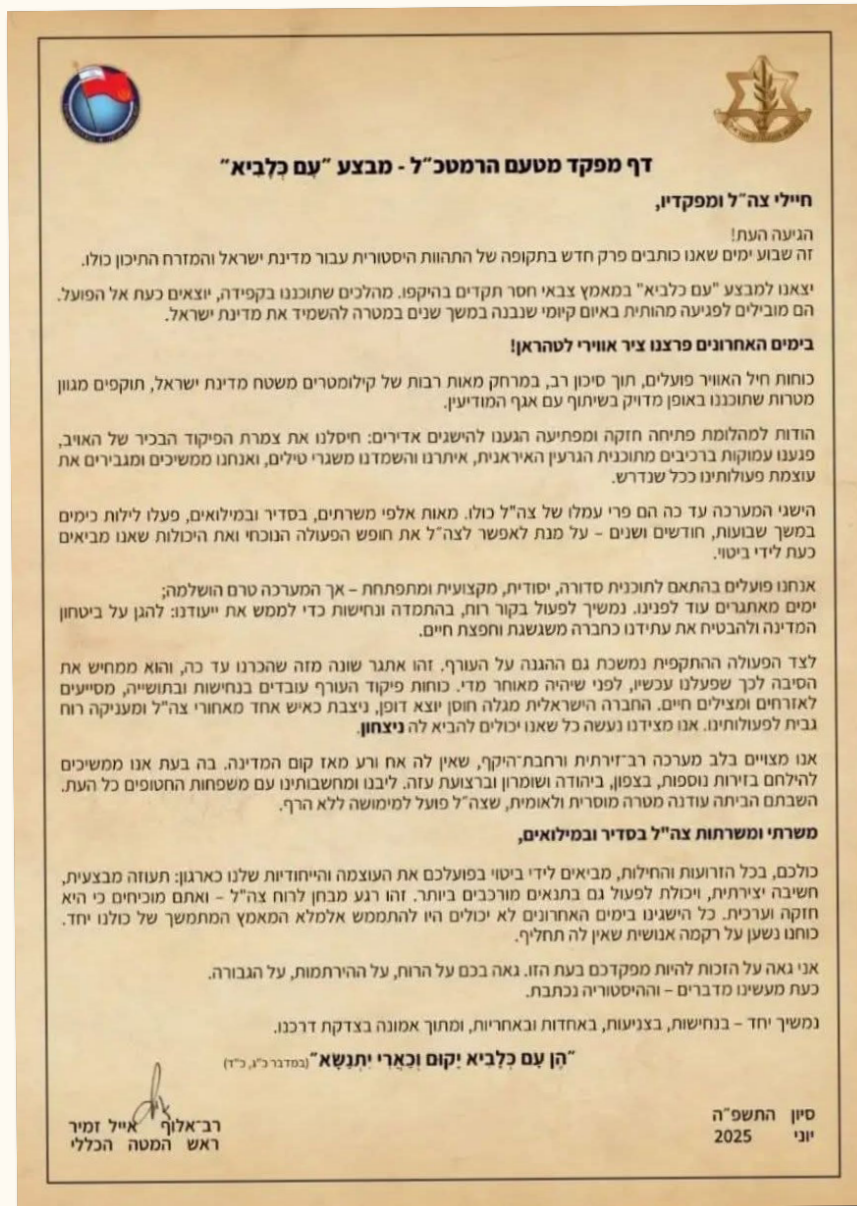 דף מפקד מטעם הרמטכ״ל - מבצע ״עַם כְּלָבִיא״
חיילי צה״ל ומפקדיו,
הגיעה העת!
זה שבוע ימים שאנו כותבים פרק חדש בתקופה של התהוות היסטורית עבור מדינת ישראל והמזרח התיכון כולו.
יצאנו למבצע "עם כלביא" במאמץ צבאי חסר תקדים בהיקפו. מהלכים שתוכננו בקפידה, יוצאים כעת אל הפועל.
הם מובילים לפגיעה מהותית באיום קיומי שנבנה במשך שנים במטרה להשמיד את מדינת ישראל.
בימים האחרונים פרצנו ציר אווירי לטהראן!
כוחות חיל האוויר פועלים, תוך סיכון רב, במרחק מאות רבות של קילומטרים משטח מדינת ישראל, תוקפים מגוון
מטרות שתוכננו באופן מדויק בשיתוף עם אגף המודיעין.
הודות למהלומת פתיחה חזקה ומפתיעה הגענו להישגים אדירים: חיסלנו את צמרת הפיקוד הבכיר של האויב,
פגענו עמוקות ברכיבים מתוכנית הגרעין האיראנית, איתרנו והשמדנו משגרי טילים, ואנחנו ממשיכים ומגבירים את
עוצמת פעולותינו ככל שנדרש.
הישגי המערכה עד כה הם פרי עמלו של צה"ל כולו. מאות אלפי משרתים, בסדיר ובמילואים, פעלו לילות כימים
במשך שבועות, חודשים ושנים – על מנת לאפשר לצה״ל את חופש הפעולה הנוכחי ואת היכולות שאנו מביאים
כעת לידי ביטוי.
אנחנו פועלים בהתאם לתוכנית סדורה, יסודית, מקצועית ומתפתחת – אך המערכה טרם הושלמה;
ימים מאתגרים עוד לפנינו. נמשיך לפעול בקור רוח, בהתמדה ונחישות כדי לממש את ייעודנו: להגן על ביטחון
המדינה ולהבטיח את עתידנו כחברה משגשגת וחפצת חיים.
לצד הפעולה ההתקפית נמשכת גם ההגנה על העורף. זהו אתגר שונה מזה שהכרנו עד כה, והוא ממחיש את
הסיבה לכך שפעלנו עכשיו, לפני שיהיה מאוחר מדי. כוחות פיקוד העורף עובדים בנחישות ובתושייה, מסייעים
לאזרחים ומצילים חיים. החברה הישראלית מגלה חוסן יוצא דופן, ניצבת כאיש אחד מאחורי צה"ל ומעניקה רוח
גבית לפעולותינו. אנו מצידנו נעשה כל שאנו יכולים להביא לה ניצחון.
אנו מצויים בלב מערכה רב־זירתית ורחבת־היקף, שאין לה אח ורע מאז קום המדינה. בה בעת אנו ממשיכים
להילחם בזירות נוספות, בצפון, ביהודה ושומרון וברצועת עזה. ליבנו ומחשבותינו עם משפחות החטופים כל העת.
השבתם הביתה עודנה מטרה מוסרית ולאומית, שצה״ל פועל למימושה ללא הרף.
משרתי ומשרתות צה"ל בסדיר ובמילואים,
כולכם, בכל הזרועות והחילות, מביאים לידי ביטוי בפועלכם את העוצמה והייחודיות שלנו כארגון: תעוזה מבצעית,
חשיבה יצירתית, ויכולת לפעול גם בתנאים מורכבים ביותר. זהו רגע מבחן לרוח צה"ל – ואתם מוכיחים כי היא
חזקה וערכית. כל הישגינו בימים האחרונים לא יכולים היו להתממש אלמלא המאמץ המתמשך של כולנו יחד.
כוחנו נשען על רקמה אנושית שאין לה תחליף.
אני גאה על הזכות להיות מפקדכם בעת הזו. גאה בכם על הרוח, על ההירתמות, על הגבורה.
כעת מעשינו מדברים – וההיסטוריה נכתבת.
נמשיך יחד – בנחישות, בצניעות, באחדות ובאחריות, ומתוך אמונה בצדקת דרכנו.
״הֶן עָם כְּלָבִיא יָקוּם וְכַאֲרִי יִתְנַשָּׂא״ (במדבר כ״ג, כ״ד)
סיון התשפ״ה
יוני 2025
רב־אלוף אייל זמיר
ראש המטה הכללי